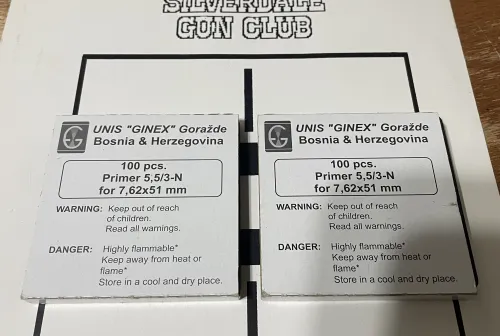 SILVERDALE
GUN CLUB
UNIS "GINEX" Goražde
Bosnia & Herzegovina
100 pcs.
Primer 5,5/3-N
for 7,62x51 mm
WARNING: Keep out of reach
of children.
Read all warnings.
DANGER: Highly flammable*
Keep away from heat or
flame*
Store in a cool and dry place.
UNIS "GINEX" Goražde
Bosnia & Herzegovina
100 pcs.
Primer 5,5/3-N
for 7,62x51 mm
WARNING: Keep out of reach
of children.
Read all warnings.
DANGER: Highly flammable*
Keep away from heat or
flame*
Store in a cool and dry place.